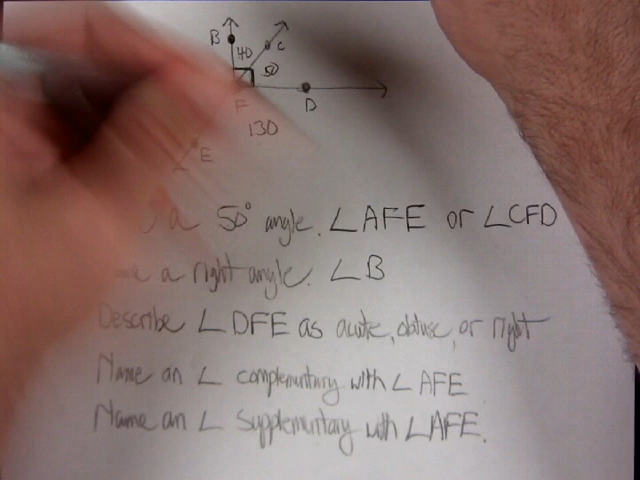 B
40 C
50
F D
130
E
a 50° angle. ∠AFE or ∠CFD
a right angle. ∠B
Describe ∠DFE as acute, obtuse, or right
Name an ∠ complementary with ∠AFE
Name an ∠ supplementary with ∠AFE.